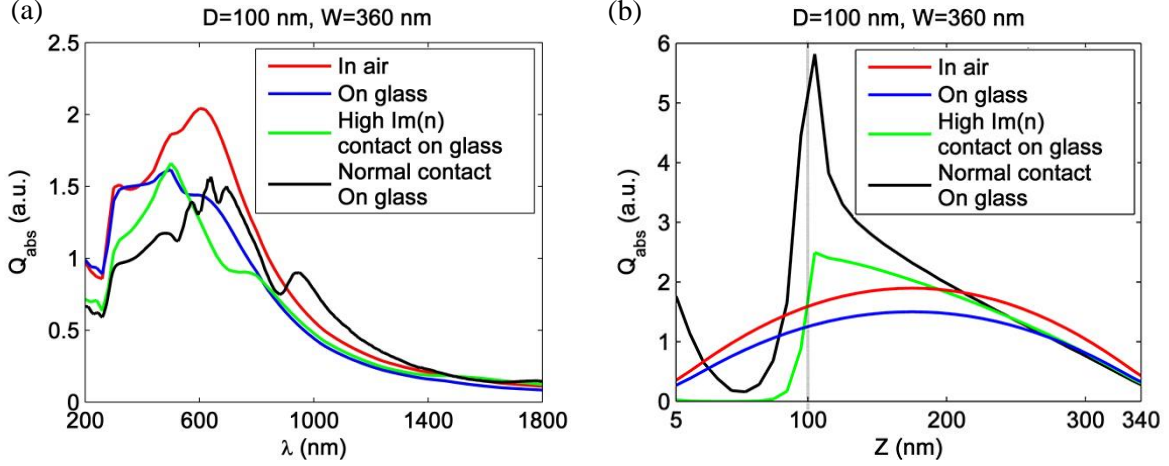 (a)
D=100 nm, W=360 nm
2.5
2
1.5
1
0.5
0
Q_abs (a.u.)
In air
On glass
High Im(n)
contact on glass
Normal contact
On glass
200
600
1000
1400
1800
λ (nm)
(b)
D=100 nm, W=360 nm
6
5
4
3
2
1
0
Q_abs (a.u.)
In air
On glass
High Im(n)
contact on glass
Normal contact
On glass
5
100
200
300
340
Z (nm)